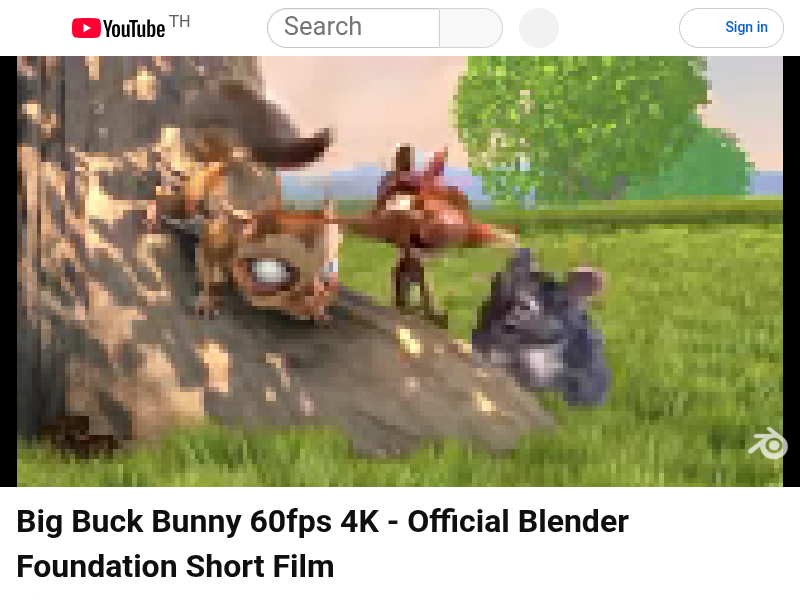 YouTube TH
Search
Sign in
Big Buck Bunny 60fps 4K - Official Blender
Foundation Short Film